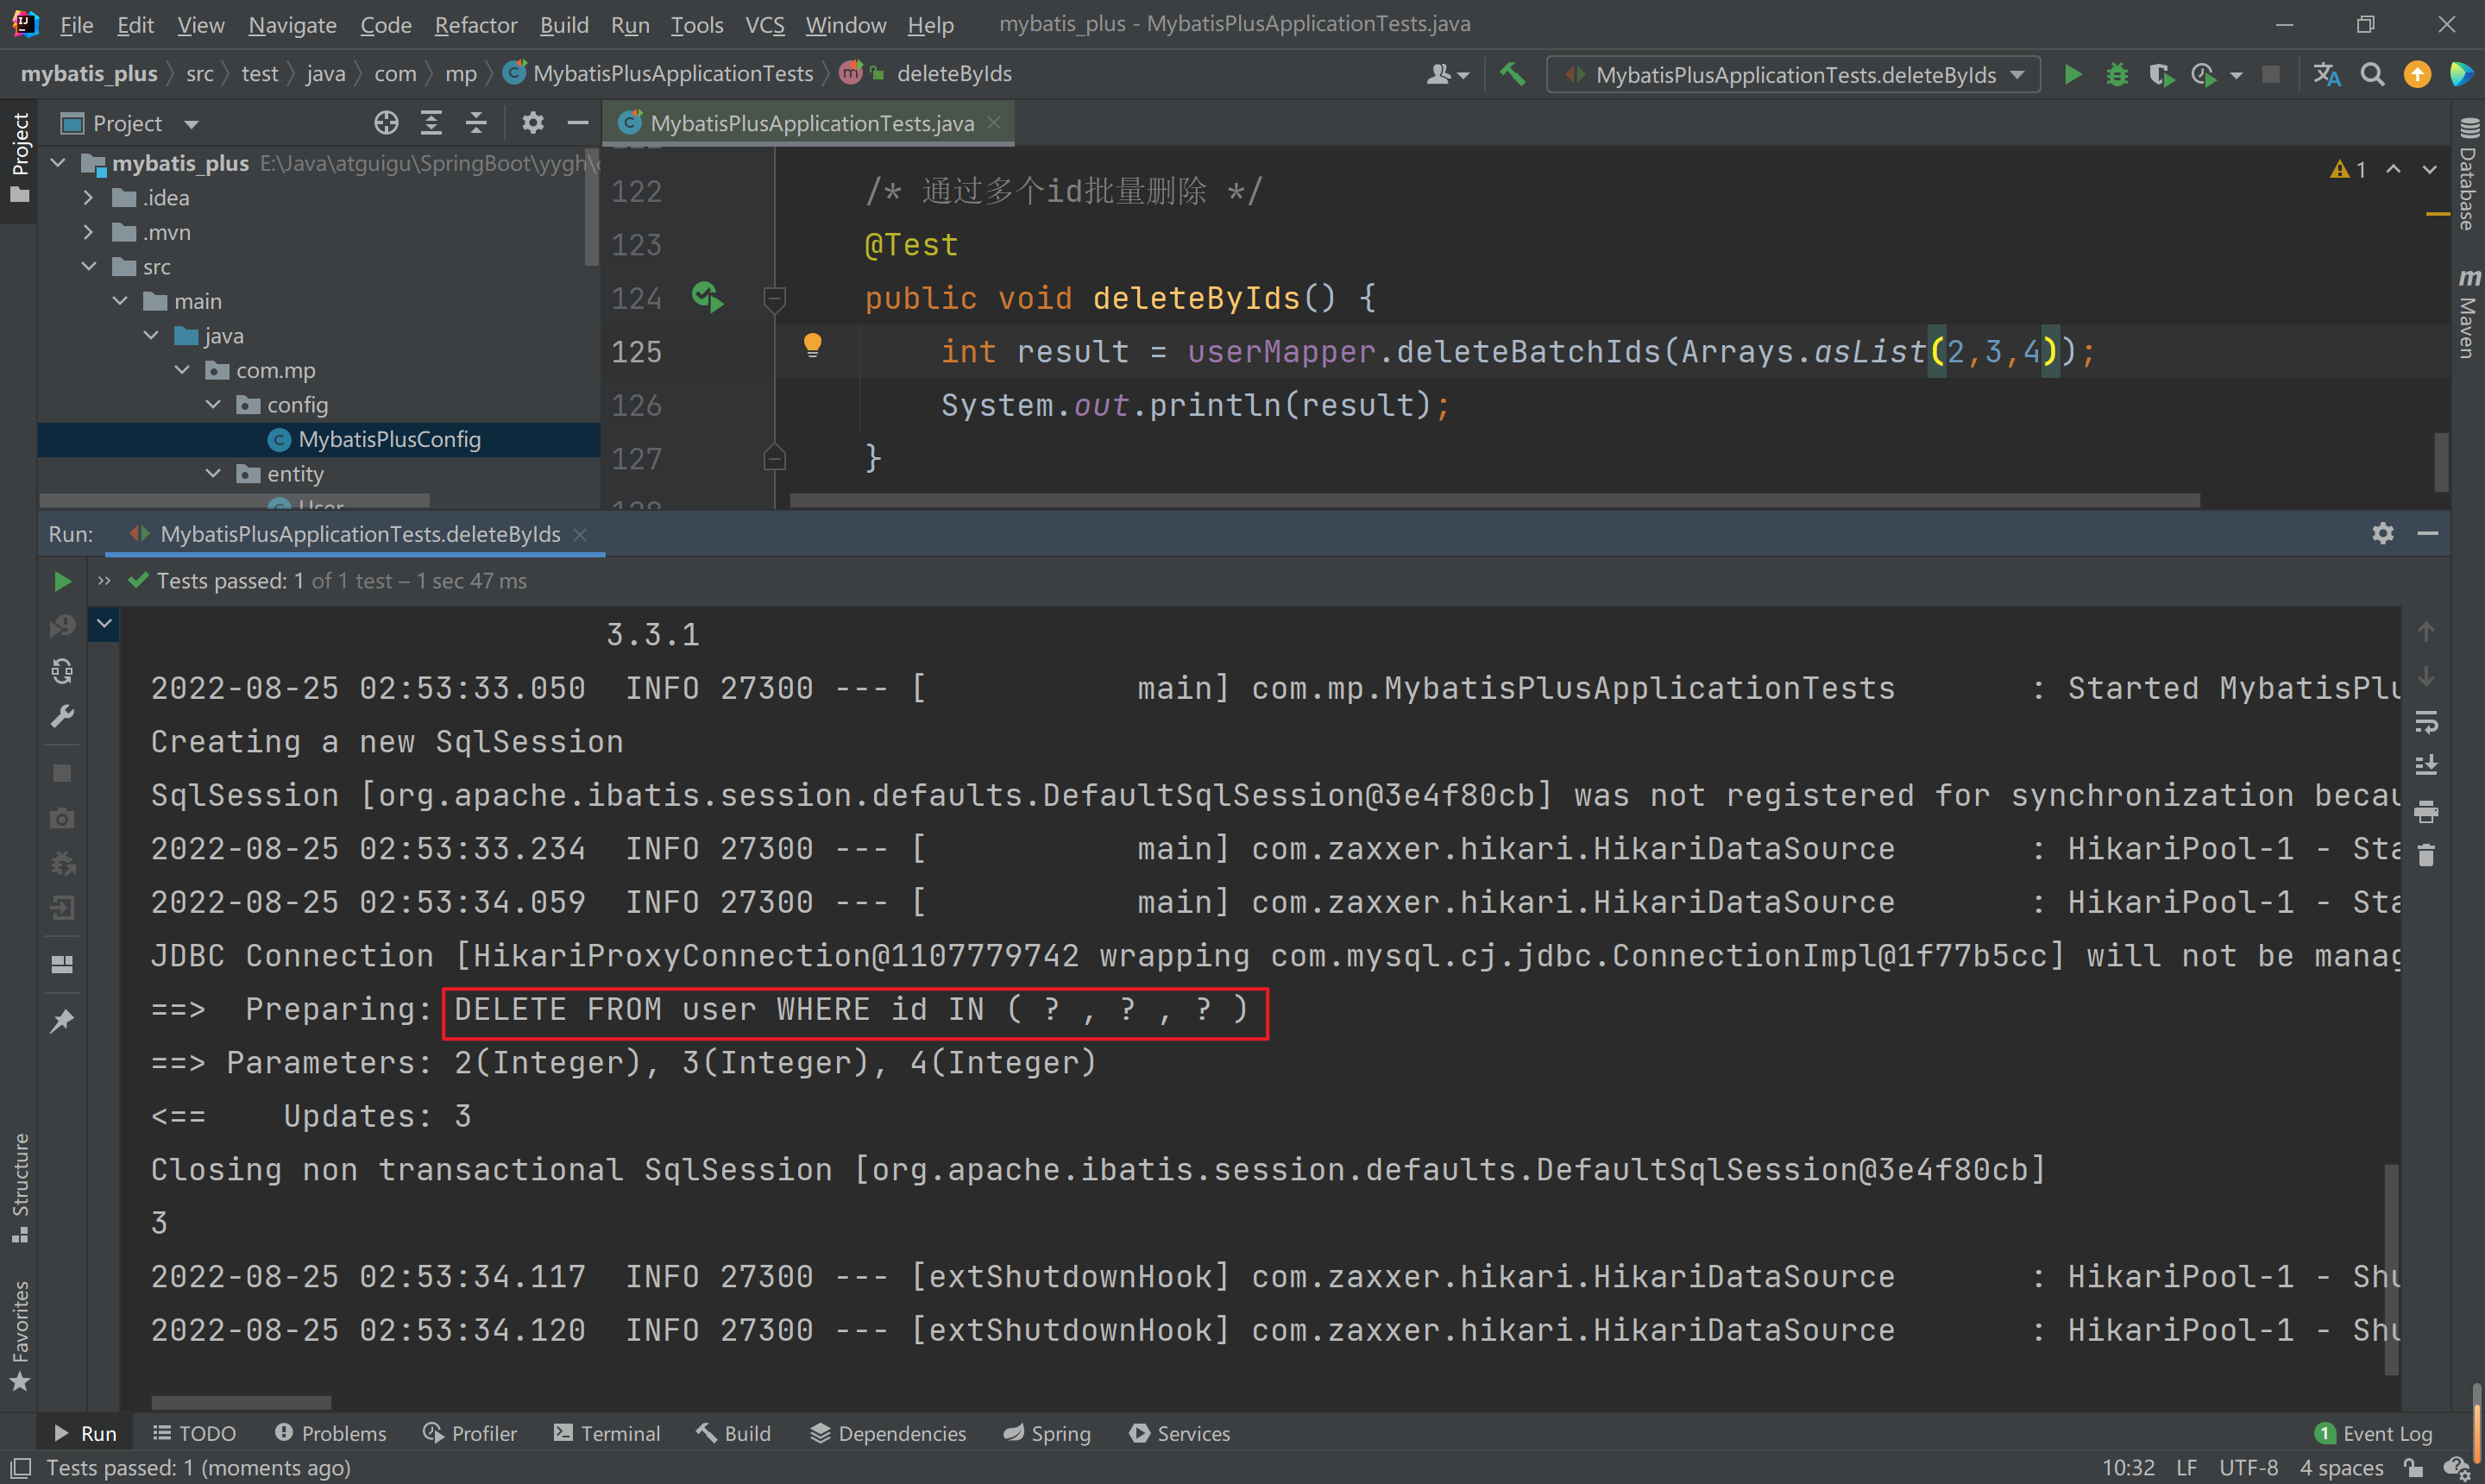 File Edit View Navigate Code Refactor Build Run Tools VCS Window Help mybatis_plus - MybatisPlusApplicationTests.java
mybatis_plus src test java com mp MybatisPlusApplicationTests deleteByIds MybatisPlusApplicationTests.deleteByIds
Project
Project
MybatisPlusApplicationTests.java
mybatis_plus E:\Java\atguigu\SpringBoot\yygh\
.idea
.mvn
src
main
java
com.mp
config
MybatisPlusConfig
entity
User
122 /* 通过多个id批量删除 */
123 @Test
124 public void deleteByIds() {
125 int result = userMapper.deleteBatchIds(Arrays.asList(2,3,4));
126 System.out.println(result);
127 }
128
1
Database
Maven
Run: MybatisPlusApplicationTests.deleteByIds
Tests passed: 1 of 1 test – 1 sec 47 ms
3.3.1
2022-08-25 02:53:33.050  INFO 27300 --- [           main] com.mp.MybatisPlusApplicationTests       : Started MybatisPlu
Creating a new SqlSession
SqlSession [org.apache.ibatis.session.defaults.DefaultSqlSession@3e4f80cb] was not registered for synchronization becau
2022-08-25 02:53:33.234  INFO 27300 --- [           main] com.zaxxer.hikari.HikariDataSource       : HikariPool-1 - Sta
2022-08-25 02:53:34.059  INFO 27300 --- [           main] com.zaxxer.hikari.HikariDataSource       : HikariPool-1 - Sta
JDBC Connection [HikariProxyConnection@1107779742 wrapping com.mysql.cj.jdbc.ConnectionImpl@1f77b5cc] will not be manag
==>  Preparing: DELETE FROM user WHERE id IN ( ? , ? , ? )
==> Parameters: 2(Integer), 3(Integer), 4(Integer)
<==    Updates: 3
Closing non transactional SqlSession [org.apache.ibatis.session.defaults.DefaultSqlSession@3e4f80cb]
3
2022-08-25 02:53:34.117  INFO 27300 --- [extShutdownHook] com.zaxxer.hikari.HikariDataSource       : HikariPool-1 - Shu
2022-08-25 02:53:34.120  INFO 27300 --- [extShutdownHook] com.zaxxer.hikari.HikariDataSource       : HikariPool-1 - Shu
Structure
Favorites
Run TODO Problems Profiler Terminal Build Dependencies Spring Services 1 Event Log
Tests passed: 1 (moments ago) 10:32 LF UTF-8 4 spaces